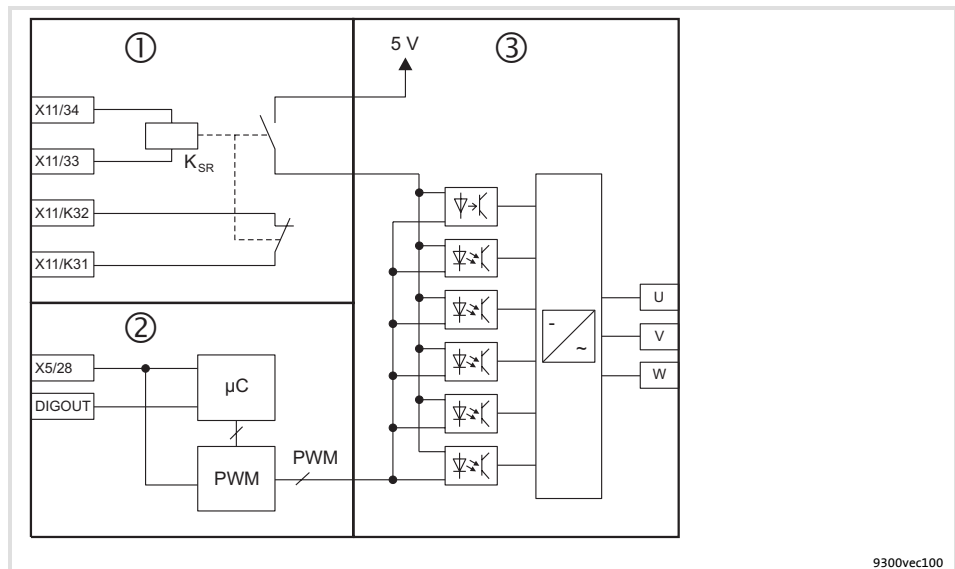 ①
5 V
③
X11/34
X11/33
K_SR
X11/K32
X11/K31
②
X5/28
DIGOUT
µC
PWM
PWM
-
~
U
V
W
9300vec100